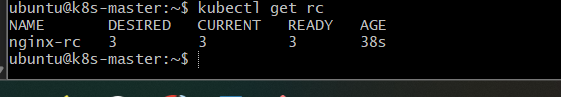 ubuntu@k8s-master:~$ kubectl get rc
NAME DESIRED CURRENT READY AGE
nginx-rc 3 3 3 38s
ubuntu@k8s-master:~$